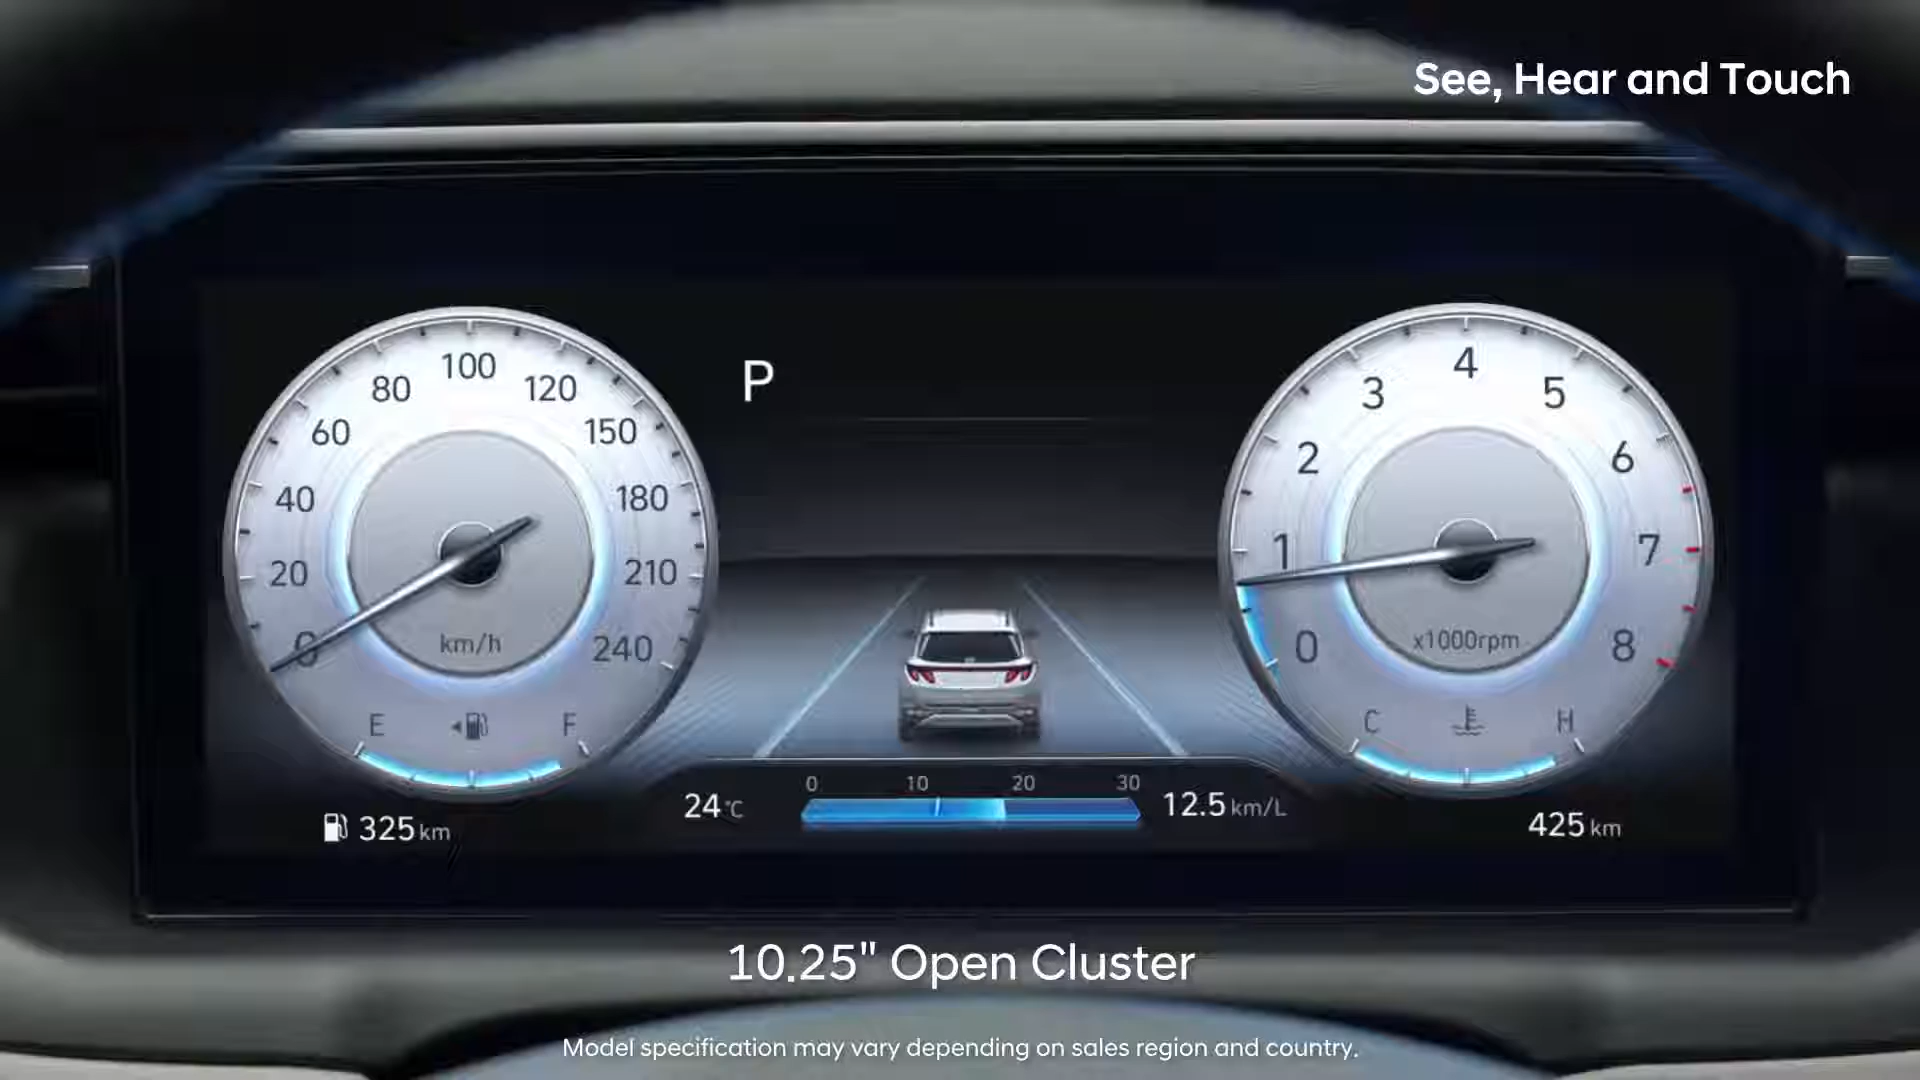 See, Hear and Touch
100
80
120
60
150
40
180
20
210
0
240
km/h
E
F
325 km
P
4
3
5
2
6
1
7
0
8
x1000rpm
C
H
0 10 20 30
24°C
12.5 km/L
425 km
10.25" Open Cluster
Model specification may vary depending on sales region and country.